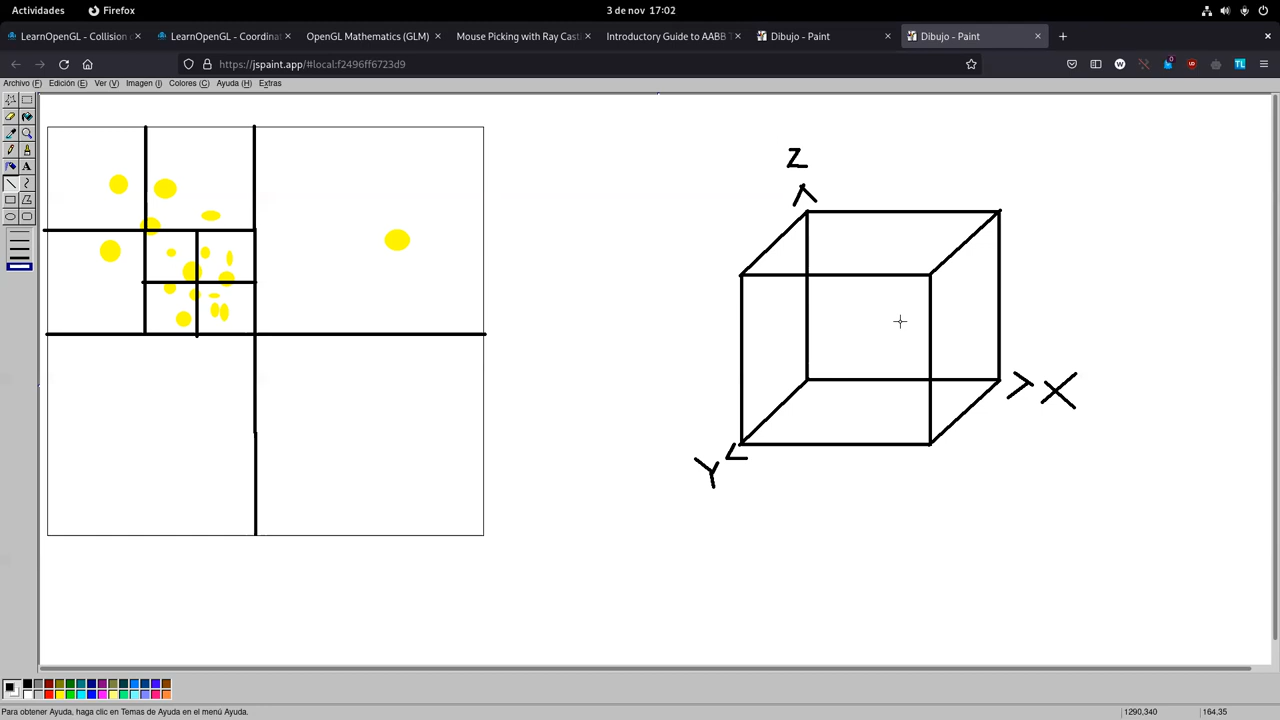 Actividades
Firefox
3 de nov 17:02
LearnOpenGL - Collision c
LearnOpenGL - Coordina
OpenGL Mathematics (GLM)
Mouse Picking with Ray Cast
Introductory Guide to AABB T
Dibujo - Paint
Dibujo - Paint
https://jspaint.app/#local:f2496ff6723d9
Archivo (F) Edición (E) Ver (V) Imagen (I) Colores (C) Ayuda (H) Extras
Z
X
Y
Para obtener Ayuda, haga clic en Temas de Ayuda en el menú Ayuda.
1290,340
164,35